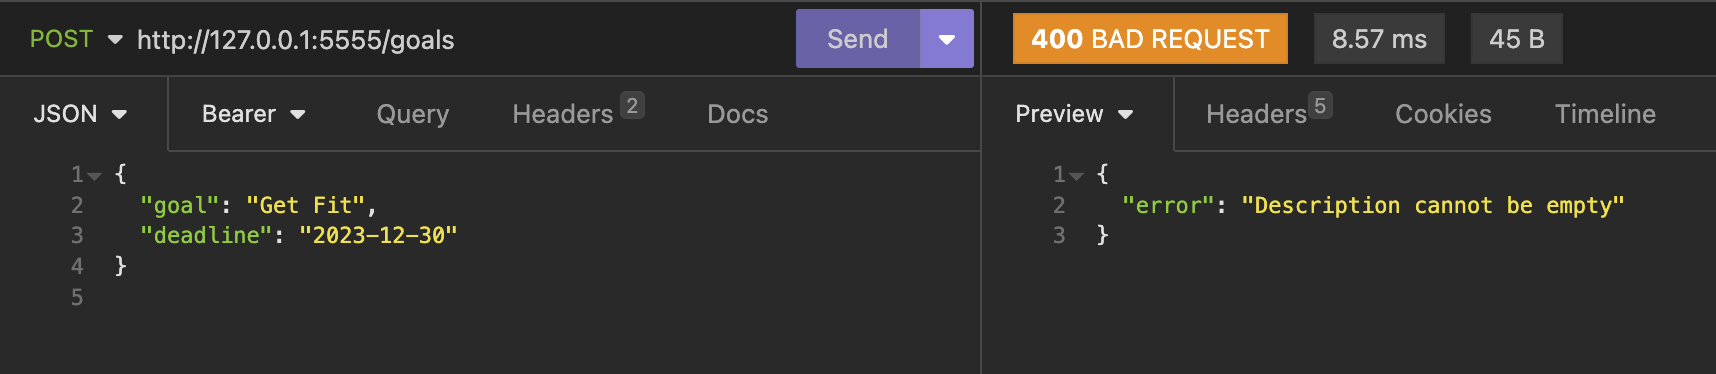 POST http://127.0.0.1:5555/goals Send 400 BAD REQUEST 8.57 ms 45 B
JSON Bearer Query Headers 2 Docs Preview Headers 5 Cookies Timeline
1 {
2 "goal": "Get Fit",
3 "deadline": "2023-12-30"
4 }
5
1 {
2 "error": "Description cannot be empty"
3 }